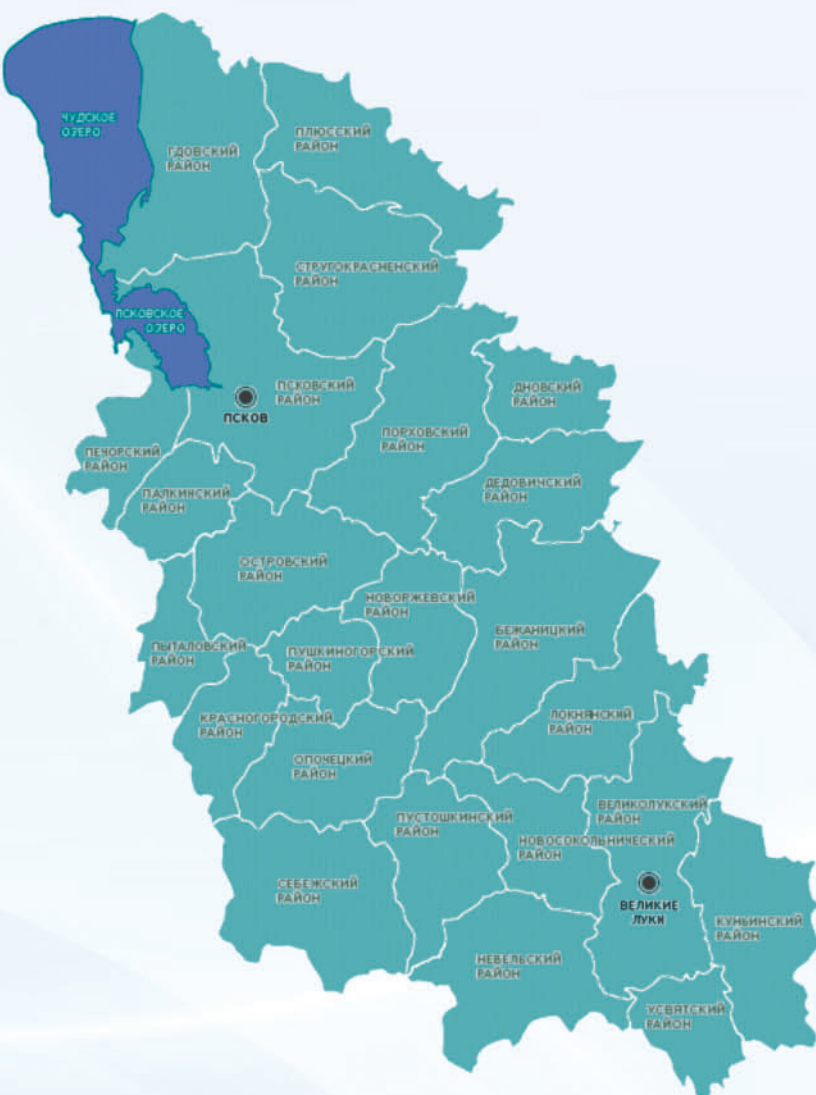 ЧУДСКОЕ
ОЗЕРО
ГДОВСКИЙ
РАЙОН
ПЛЮССКИЙ
РАЙОН
СТРУГОКРАСНЕНСКИЙ
РАЙОН
ПСКОВСКОЕ
ОЗЕРО
ПСКОВСКИЙ
РАЙОН
ПСКОВ
ДНОВСКИЙ
РАЙОН
ПОРХОВСКИЙ
РАЙОН
ПЕЧОРСКИЙ
РАЙОН
ПАЛКИНСКИЙ
РАЙОН
ДЕДОВИЧСКИЙ
РАЙОН
ОСТРОВСКИЙ
РАЙОН
НОВОРЖЕВСКИЙ
РАЙОН
БЕЖАНИЦКИЙ
РАЙОН
ПЫТАЛОВСКИЙ
РАЙОН
ПУШКИНОГОРСКИЙ
РАЙОН
КРАСНОГОРОДСКИЙ
РАЙОН
ЛОКНЯНСКИЙ
РАЙОН
ОПОЧЕЦКИЙ
РАЙОН
ПУСТОШКИНСКИЙ
РАЙОН
ВЕЛИКОЛУКСКИЙ
РАЙОН
НОВОСОКОЛЬНИЧЕСКИЙ
РАЙОН
СЕБЕЖСКИЙ
РАЙОН
ВЕЛИКИЕ
ЛУКИ
КУНЬИНСКИЙ
РАЙОН
НЕВЕЛЬСКИЙ
РАЙОН
УСВЯТСКИЙ
РАЙОН